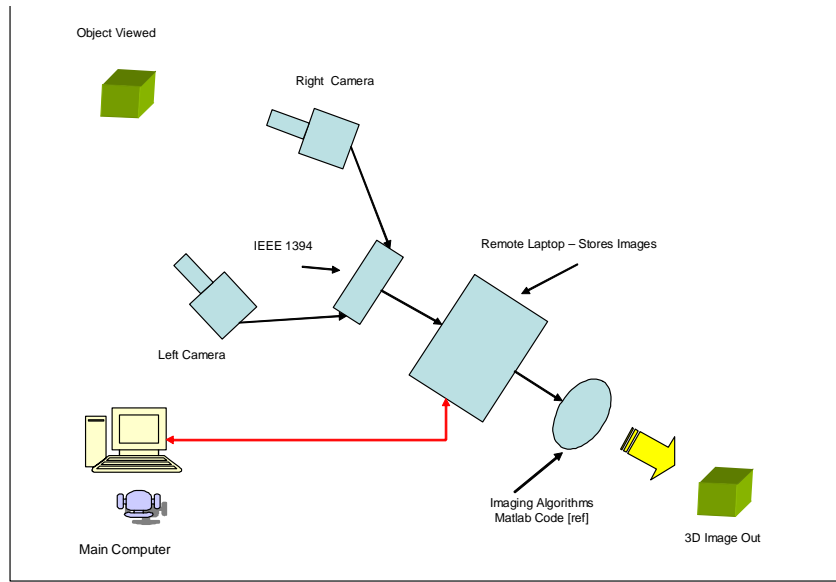 Object Viewed
Right Camera
IEEE 1394
Remote Laptop – Stores Images
Left Camera
Imaging Algorithms
Matlab Code [ref]
3D Image Out
Main Computer